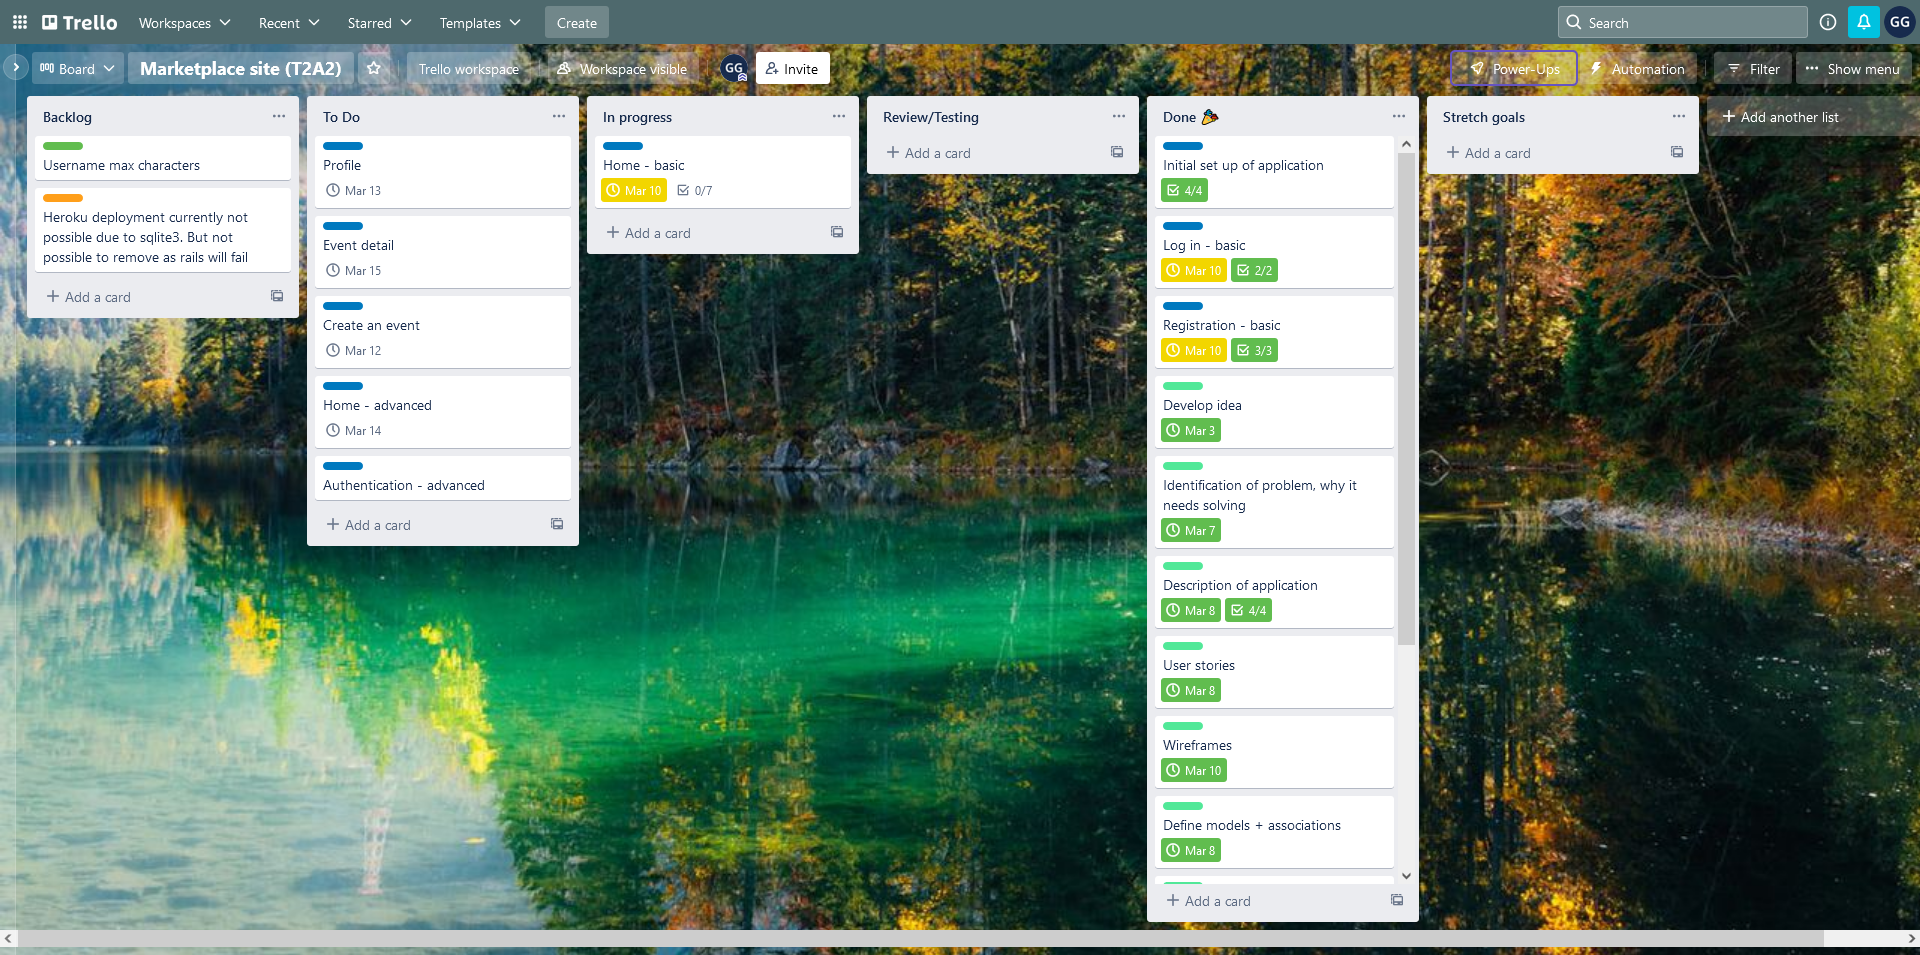 Trello
Workspaces
Recent
Starred
Templates
Create
Search
GG
Board
Marketplace site (T2A2)
Trello workspace
Workspace visible
GG
Invite
Power-Ups
Automation
Filter
Show menu
Backlog
Username max characters
Heroku deployment currently not
possible due to sqlite3. But not
possible to remove as rails will fail
Add a card
To Do
Profile
Mar 13
Event detail
Mar 15
Create an event
Mar 12
Home - advanced
Mar 14
Authentication - advanced
Add a card
In progress
Home - basic
Mar 10 0/7
Add a card
Review/Testing
Add a card
Done 🎉
Initial set up of application
4/4
Log in - basic
Mar 10 2/2
Registration - basic
Mar 10 3/3
Develop idea
Mar 3
Identification of problem, why it
needs solving
Mar 7
Description of application
Mar 8 4/4
User stories
Mar 8
Wireframes
Mar 10
Define models + associations
Mar 8
Add a card
Stretch goals
Add a card
Add another list